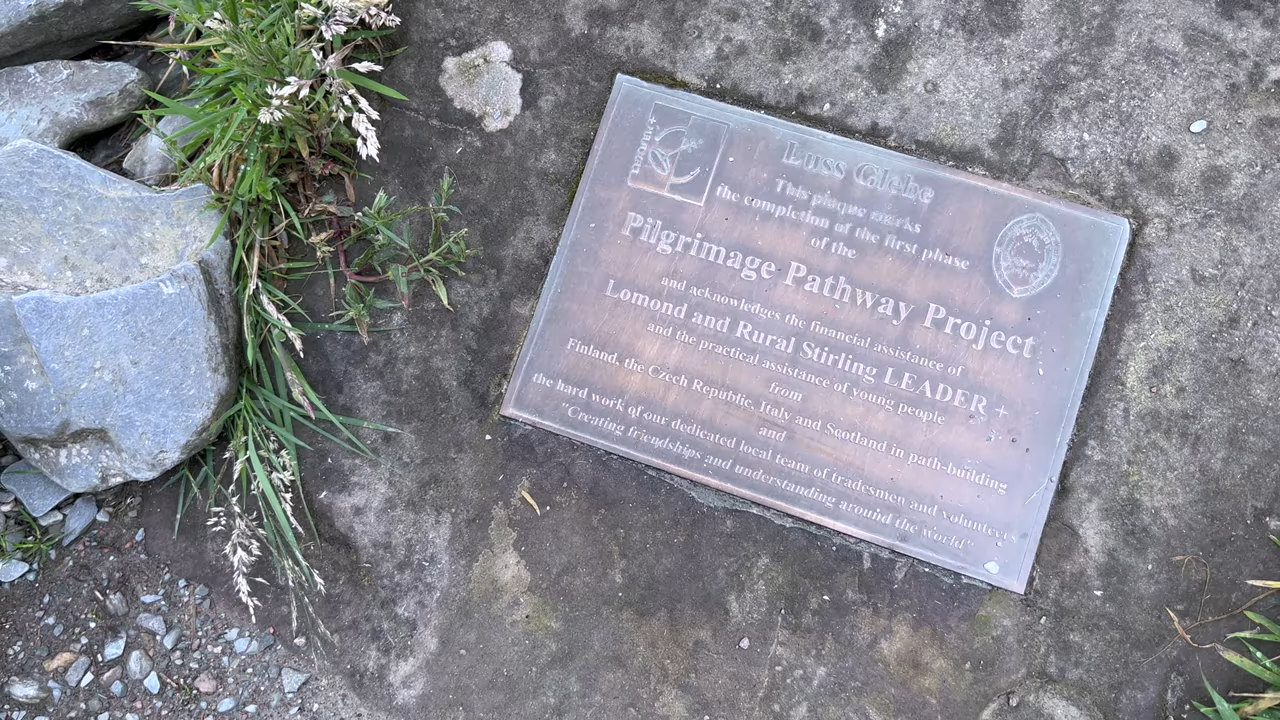 Luss Glebe
This plaque marks
the completion of the first phase
of the
Pilgrimage Pathway Project
and acknowledges the financial assistance of
Lomond and Rural Stirling LEADER +
and the practical assistance of young people
from
Finland, the Czech Republic, Italy and Scotland in path-building
and
the hard work of our dedicated local team of tradesmen and volunteers
"Creating friendships and understanding around the world"